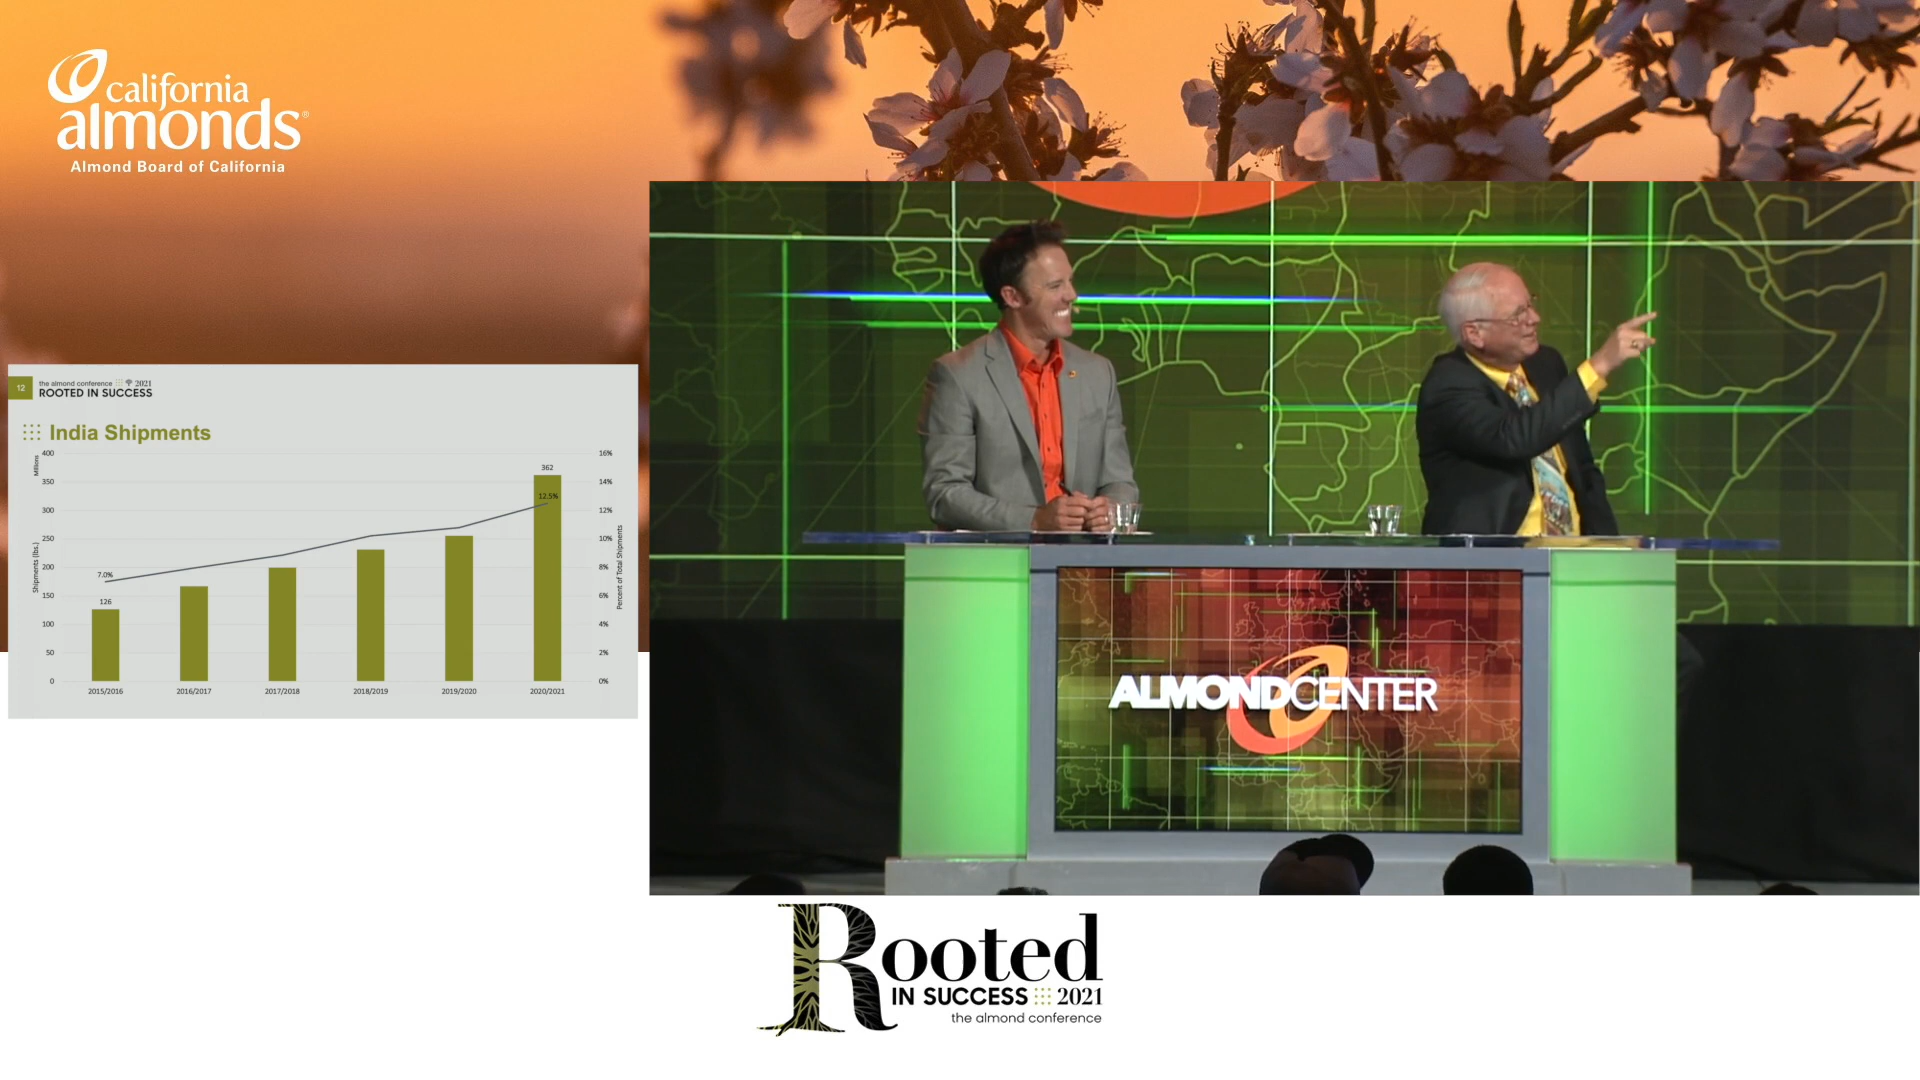 california
almonds®
Almond Board of California
12
the almond conference 2021
ROOTED IN SUCCESS
India Shipments
Millions
Shipments (lbs.)
400
350
300
250
200
150
100
50
0
16%
14%
12%
10%
8%
6%
4%
2%
0%
Percent of Total Shipments
7.0%
126
362
12.5%
2015/2016
2016/2017
2017/2018
2018/2019
2019/2020
2020/2021
ALMONDCENTER
Rooted
IN SUCCESS 2021
the almond conference